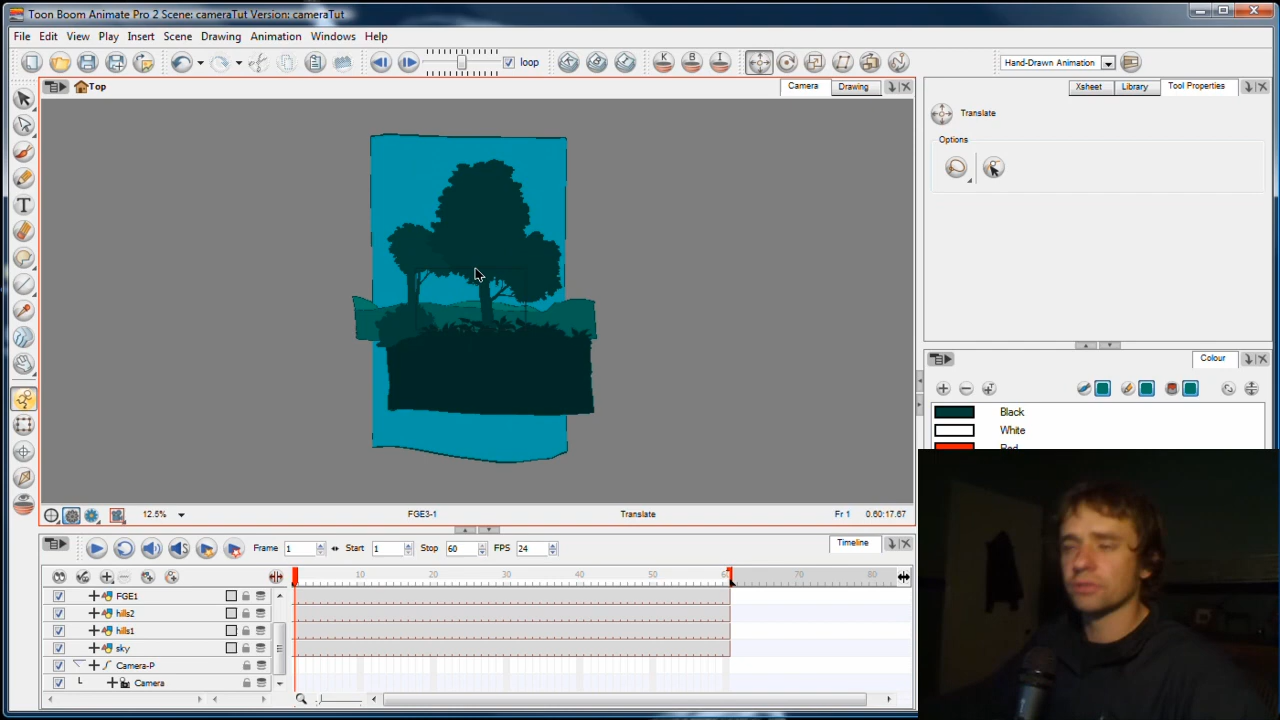 Toon Boom Animate Pro 2 Scene: cameraTut Version: cameraTut
File Edit View Play Insert Scene Drawing Animation Windows Help
loop K B I Hand-Drawn Animation
Top Camera Drawing Xsheet Library Tool Properties
Translate
Options
Colour
Black
White
Red
12.5% FGE3-1 Translate Fr 1 0.60:17.67
Frame 1 Start 1 Stop 60 FPS 24 Timeline
10 20 30 40 50 60 70 80
FGE1
hills2
hills1
sky
Camera-P
Camera